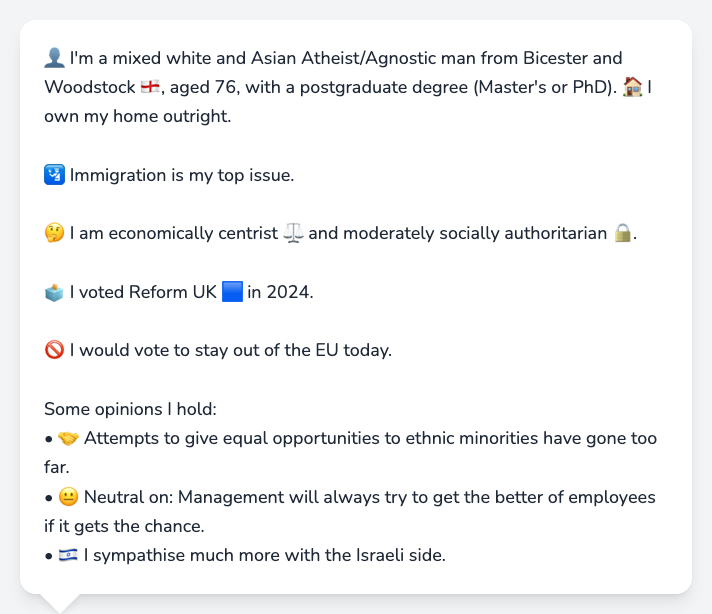 👤 I'm a mixed white and Asian Atheist/Agnostic man from Bicester and
Woodstock 🏴󠁧󠁢󠁥󠁮󠁧󠁿, aged 76, with a postgraduate degree (Master's or PhD). 🏠 I
own my home outright.
🛂 Immigration is my top issue.
🤔 I am economically centrist ⚖️ and moderately socially authoritarian 🔒.
🗳️ I voted Reform UK 🟦 in 2024.
🚫 I would vote to stay out of the EU today.
Some opinions I hold:
• 🤝 Attempts to give equal opportunities to ethnic minorities have gone too
far.
• 😐 Neutral on: Management will always try to get the better of employees
if it gets the chance.
• 🇮🇱 I sympathise much more with the Israeli side.